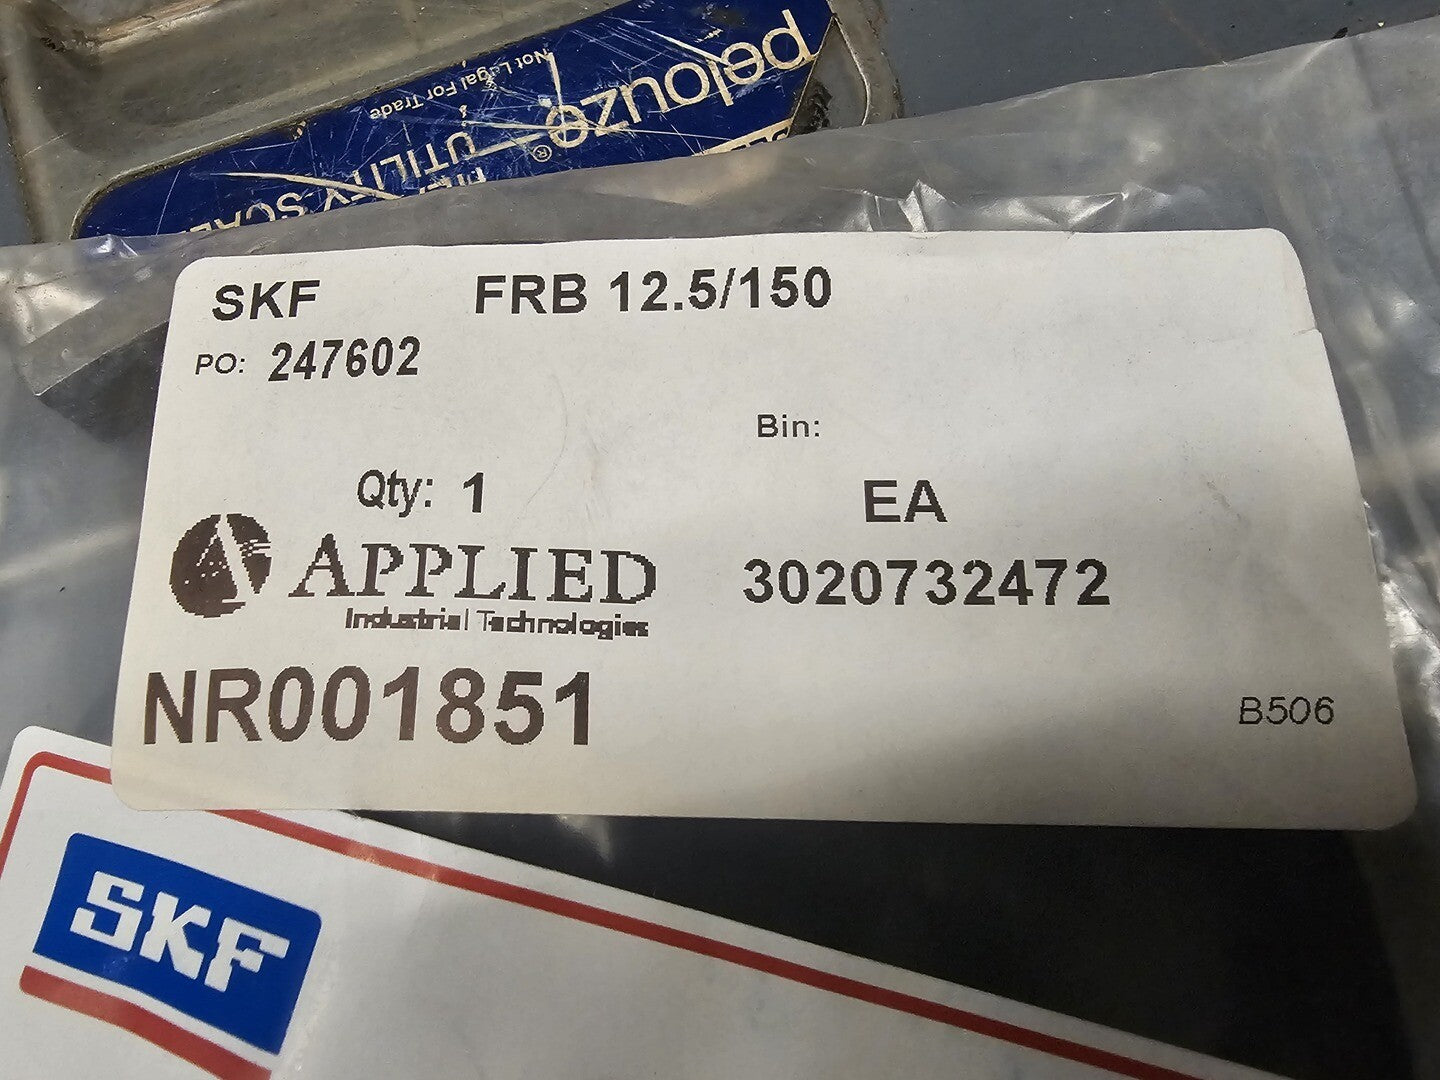 pelouze®
Not Legal For Trade
UTILITY SCALE
SKF FRB 12.5/150
PO: 247602
Bin:
Qty: 1 EA
APPLIED 3020732472
Industrial Technologies
NR001851
B506
SKF